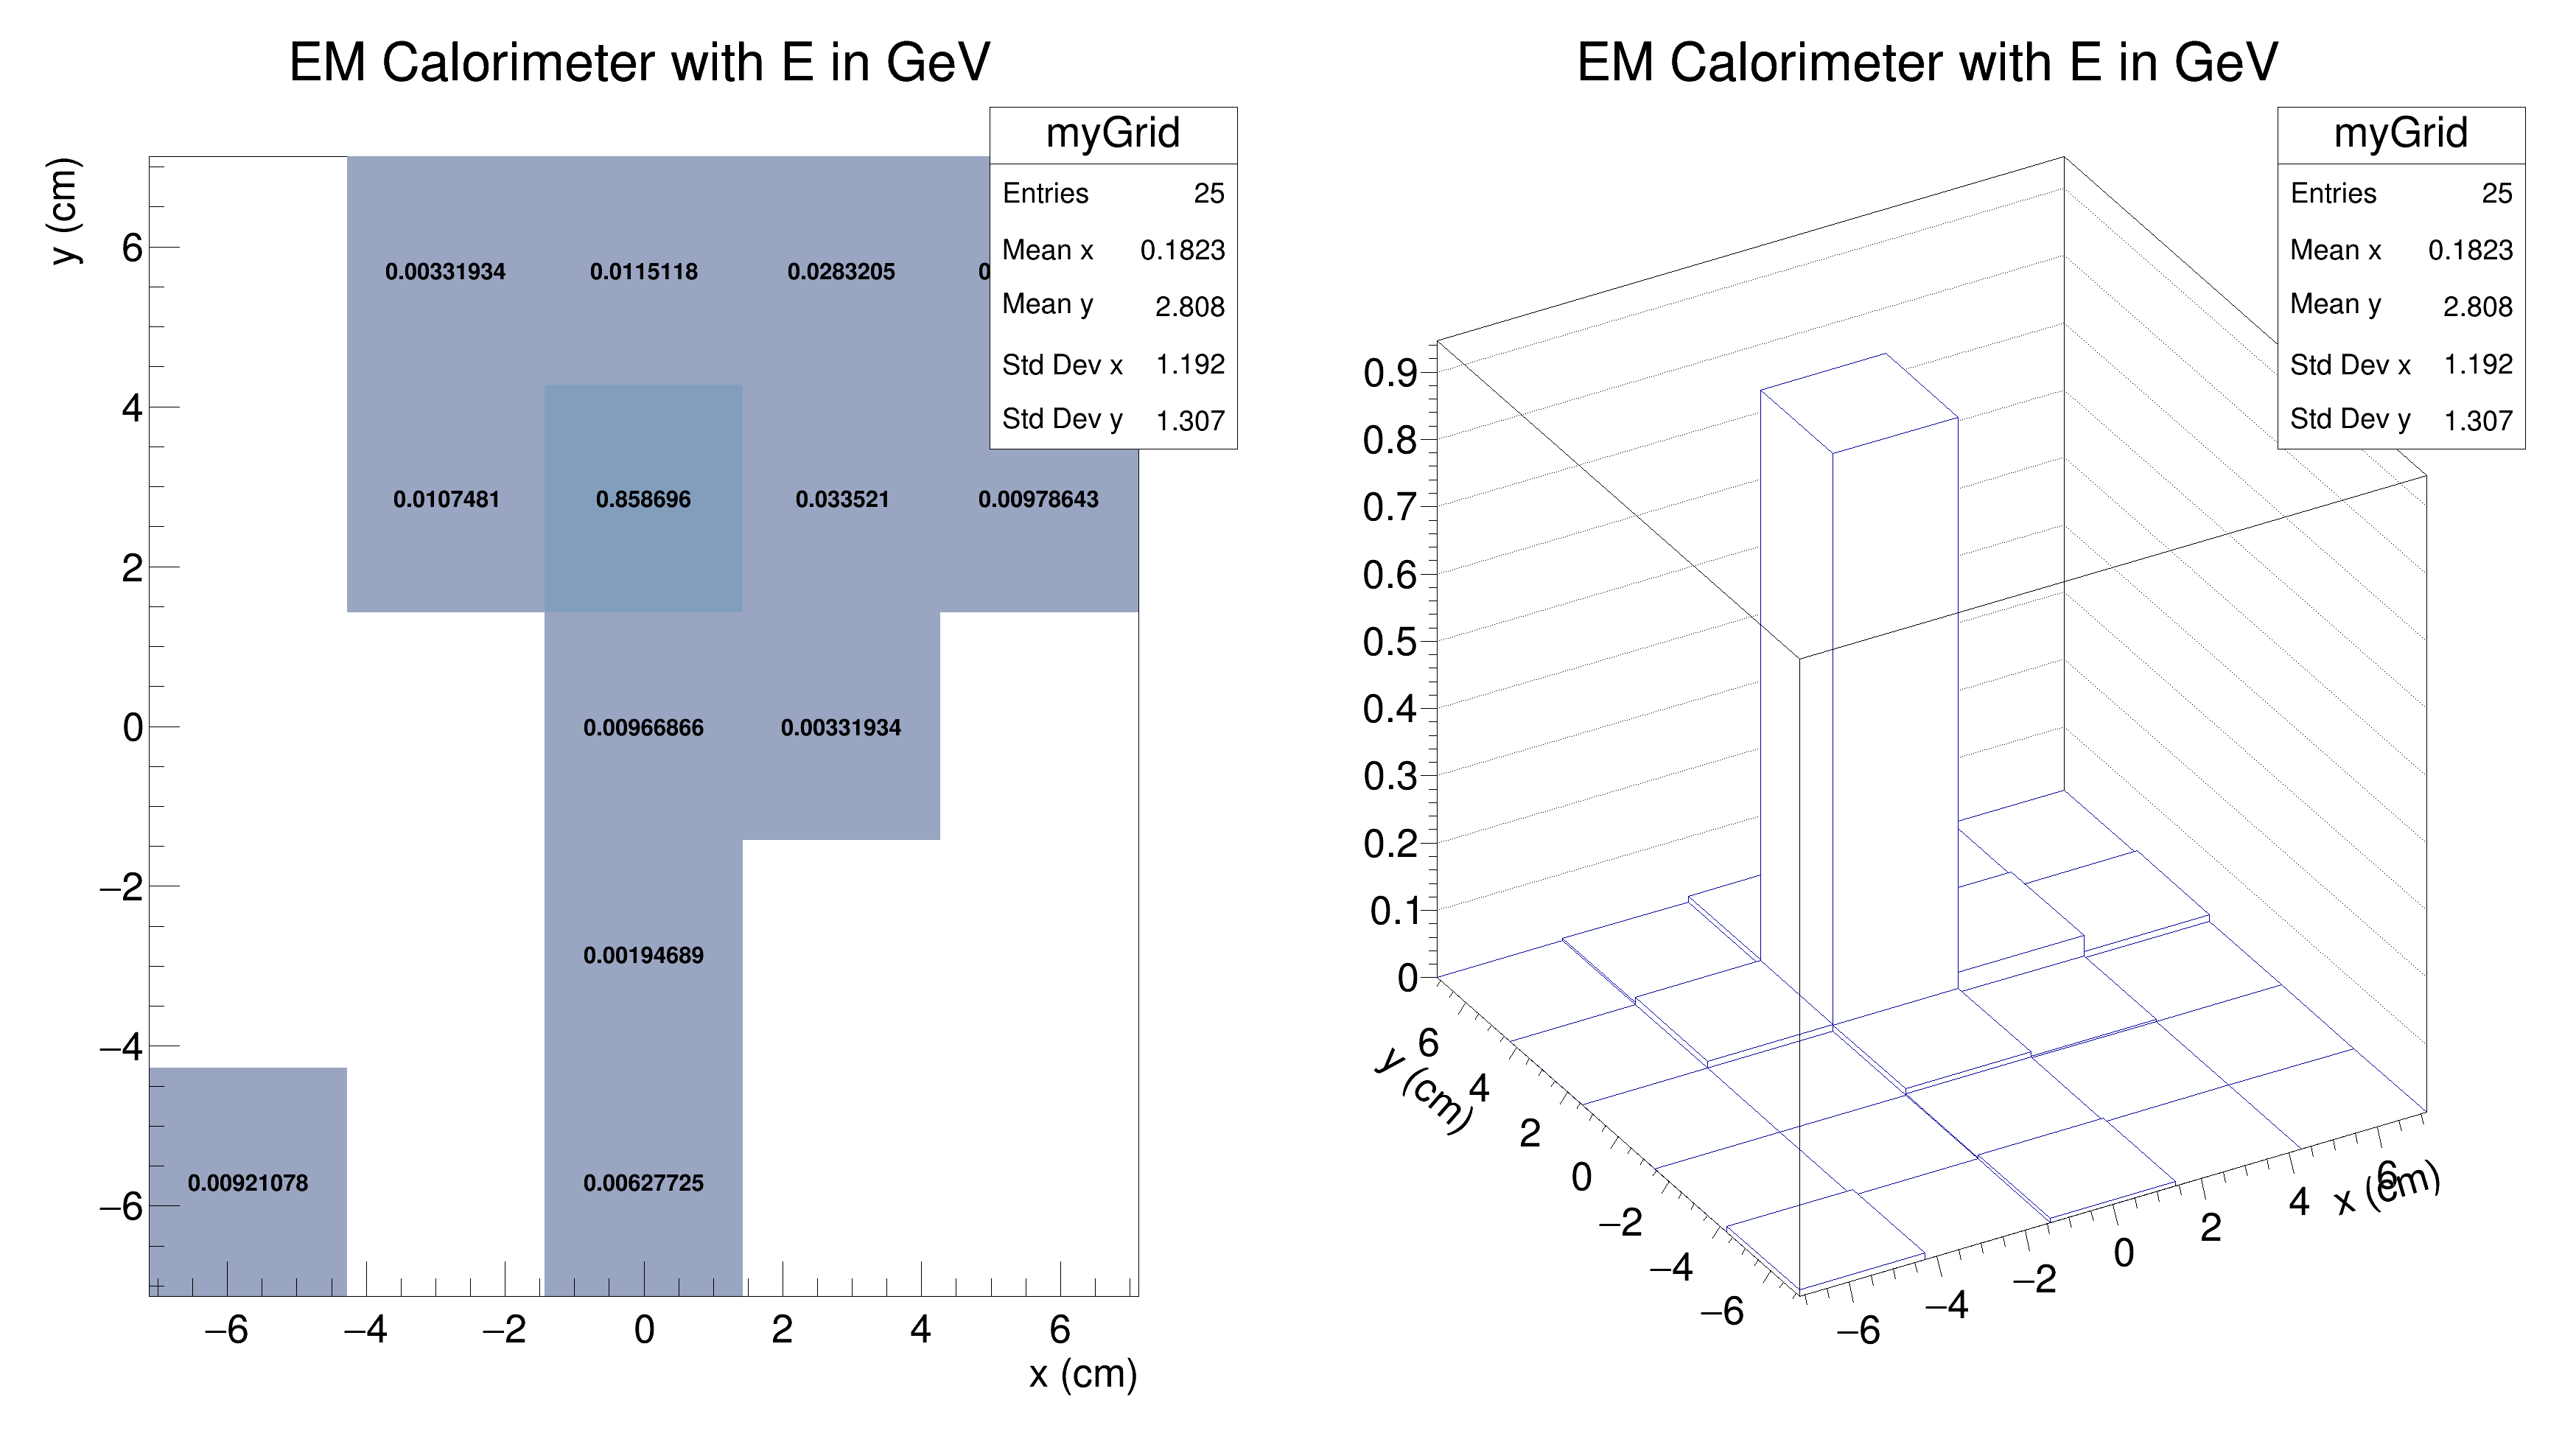 EM Calorimeter with E in GeV
myGrid
Entries 25
Mean x 0.1823
Mean y 2.808
Std Dev x 1.192
Std Dev y 1.307
y (cm)
6
4
2
0
−2
−4
−6
0.00331934 0.0115118 0.0283205
0.0107481 0.858696 0.033521 0.00978643
0.00966866 0.00331934
0.00194689
0.00921078 0.00627725
−6 −4 −2 0 2 4 6
x (cm)
EM Calorimeter with E in GeV
myGrid
Entries 25
Mean x 0.1823
Mean y 2.808
Std Dev x 1.192
Std Dev y 1.307
0.9
0.8
0.7
0.6
0.5
0.4
0.3
0.2
0.1
0
6
4
2
0
−2
−4
−6
y (cm)
−6
−4
−2
0
2
4
6
x (cm)